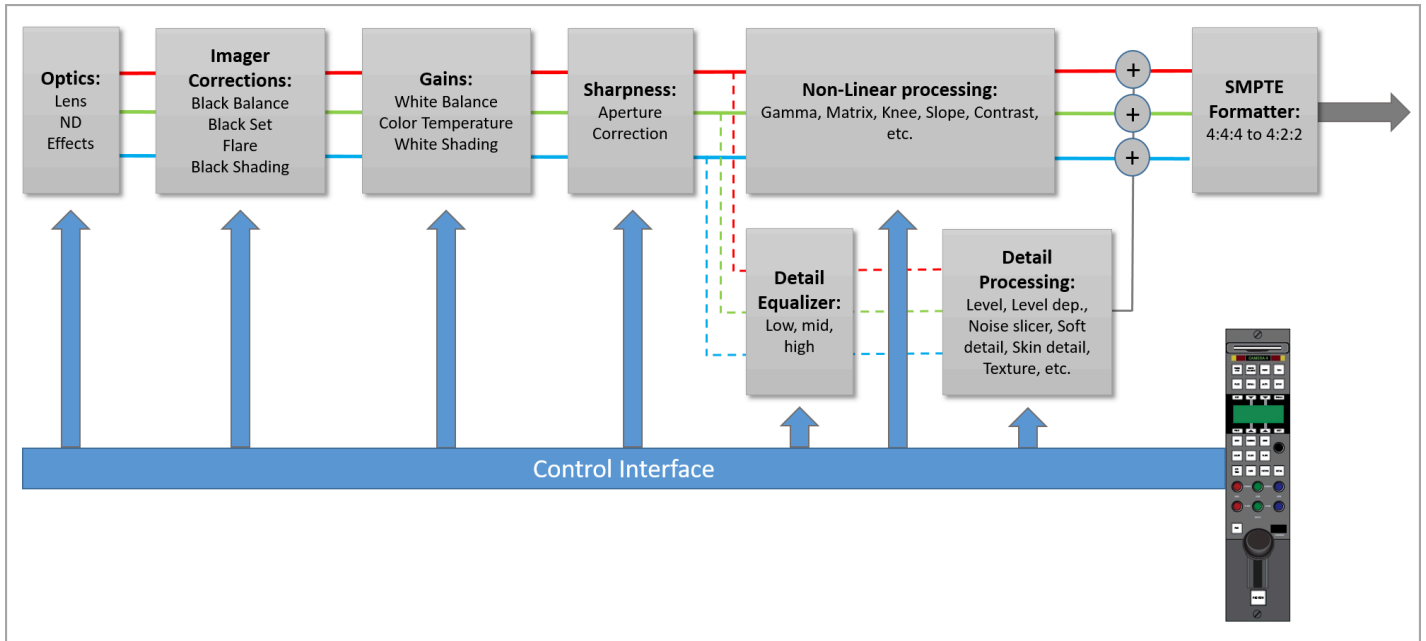 Optics:
Lens
ND
Effects
Imager
Corrections:
Black Balance
Black Set
Flare
Black Shading
Gains:
White Balance
Color Temperature
White Shading
Sharpness:
Aperture
Correction
Non-Linear processing:
Gamma, Matrix, Knee, Slope, Contrast,
etc.
+
+
+
SMPTE
Formatter:
4:4:4 to 4:2:2
Detail
Equalizer:
Low, mid,
high
Detail
Processing:
Level, Level dep.,
Noise slicer, Soft
detail, Skin detail,
Texture, etc.
Control Interface